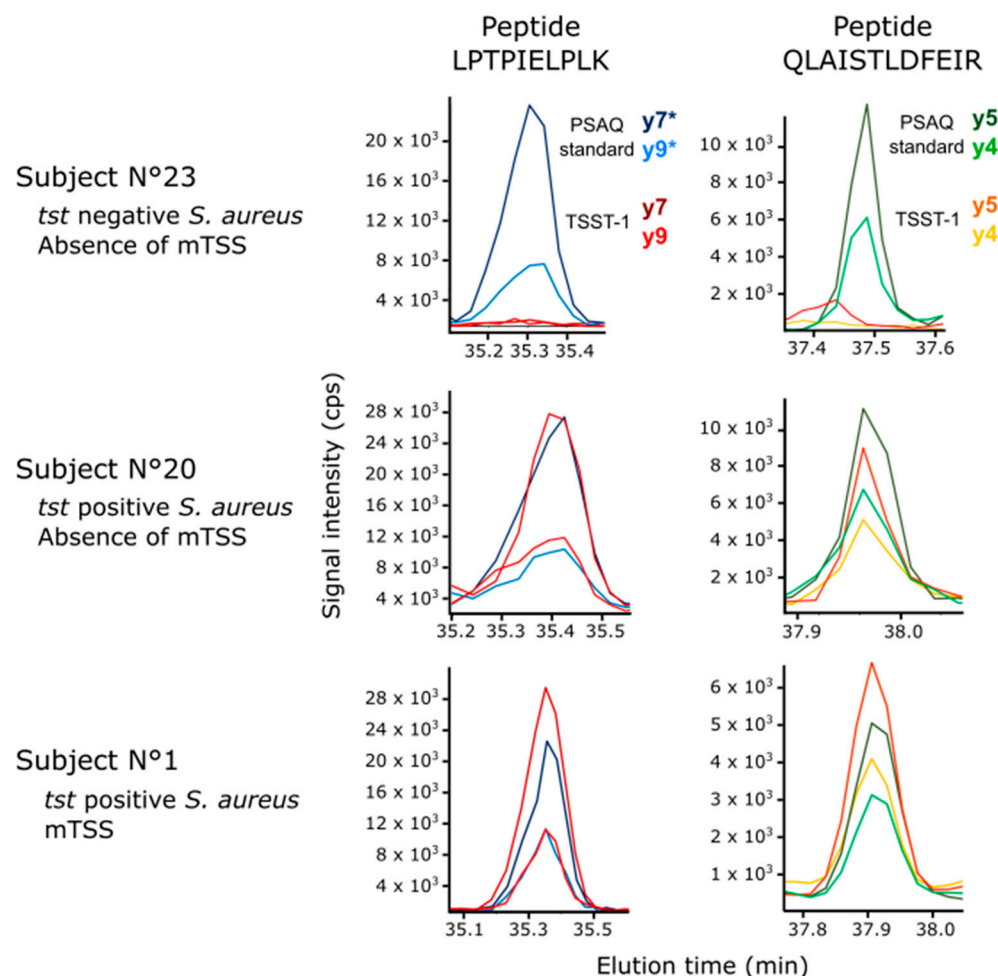 Peptide
LPTPIELPLK
Peptide
QLAISTLDFEIR
Subject N°23
tst negative S. aureus
Absence of mTSS
20 x 10³
16 x 10³
12 x 10³
8 x 10³
4 x 10³
PSAQ standard
y7*
y9*
TSST-1
y7
y9
35.2 35.3 35.4
10 x 10³
8 x 10³
6 x 10³
4 x 10³
2 x 10³
PSAQ standard
y5
y4
TSST-1
y5
y4
37.4 37.5 37.6
Signal intensity (cps)
Subject N°20
tst positive S. aureus
Absence of mTSS
28 x 10³
24 x 10³
20 x 10³
16 x 10³
12 x 10³
8 x 10³
4 x 10³
35.2 35.3 35.4 35.5
10 x 10³
8 x 10³
6 x 10³
4 x 10³
2 x 10³
37.9 38.0
Subject N°1
tst positive S. aureus
mTSS
28 x 10³
24 x 10³
20 x 10³
16 x 10³
12 x 10³
8 x 10³
4 x 10³
35.1 35.3 35.5
6 x 10³
5 x 10³
4 x 10³
3 x 10³
2 x 10³
1 x 10³
37.8 37.9 38.0
Elution time (min)